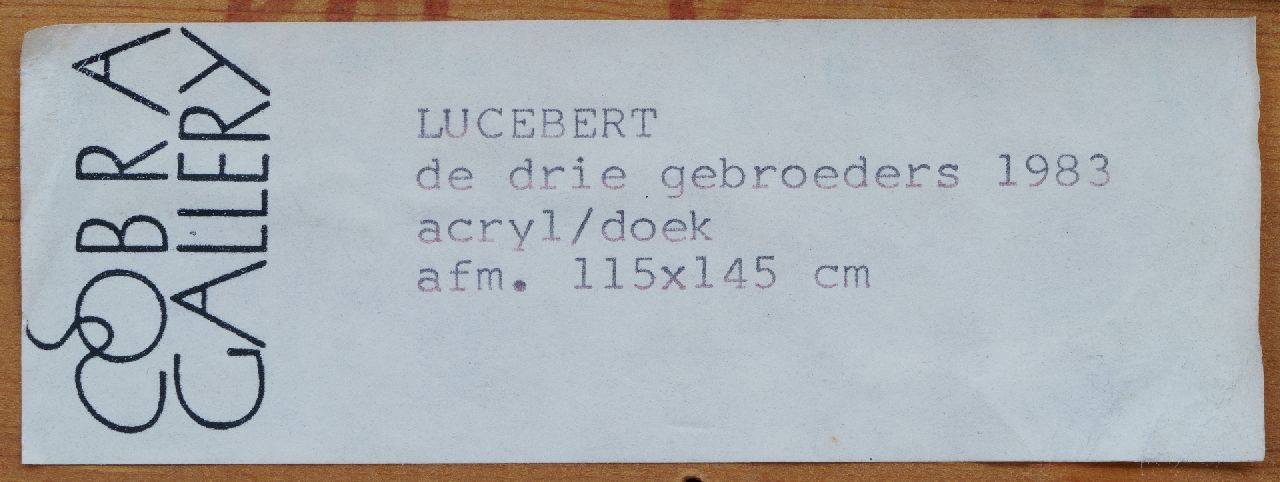 COBRA
GALLERY
LUCEBERT
de drie gebroeders 1983
acryl/doek
afm. 115x145 cm